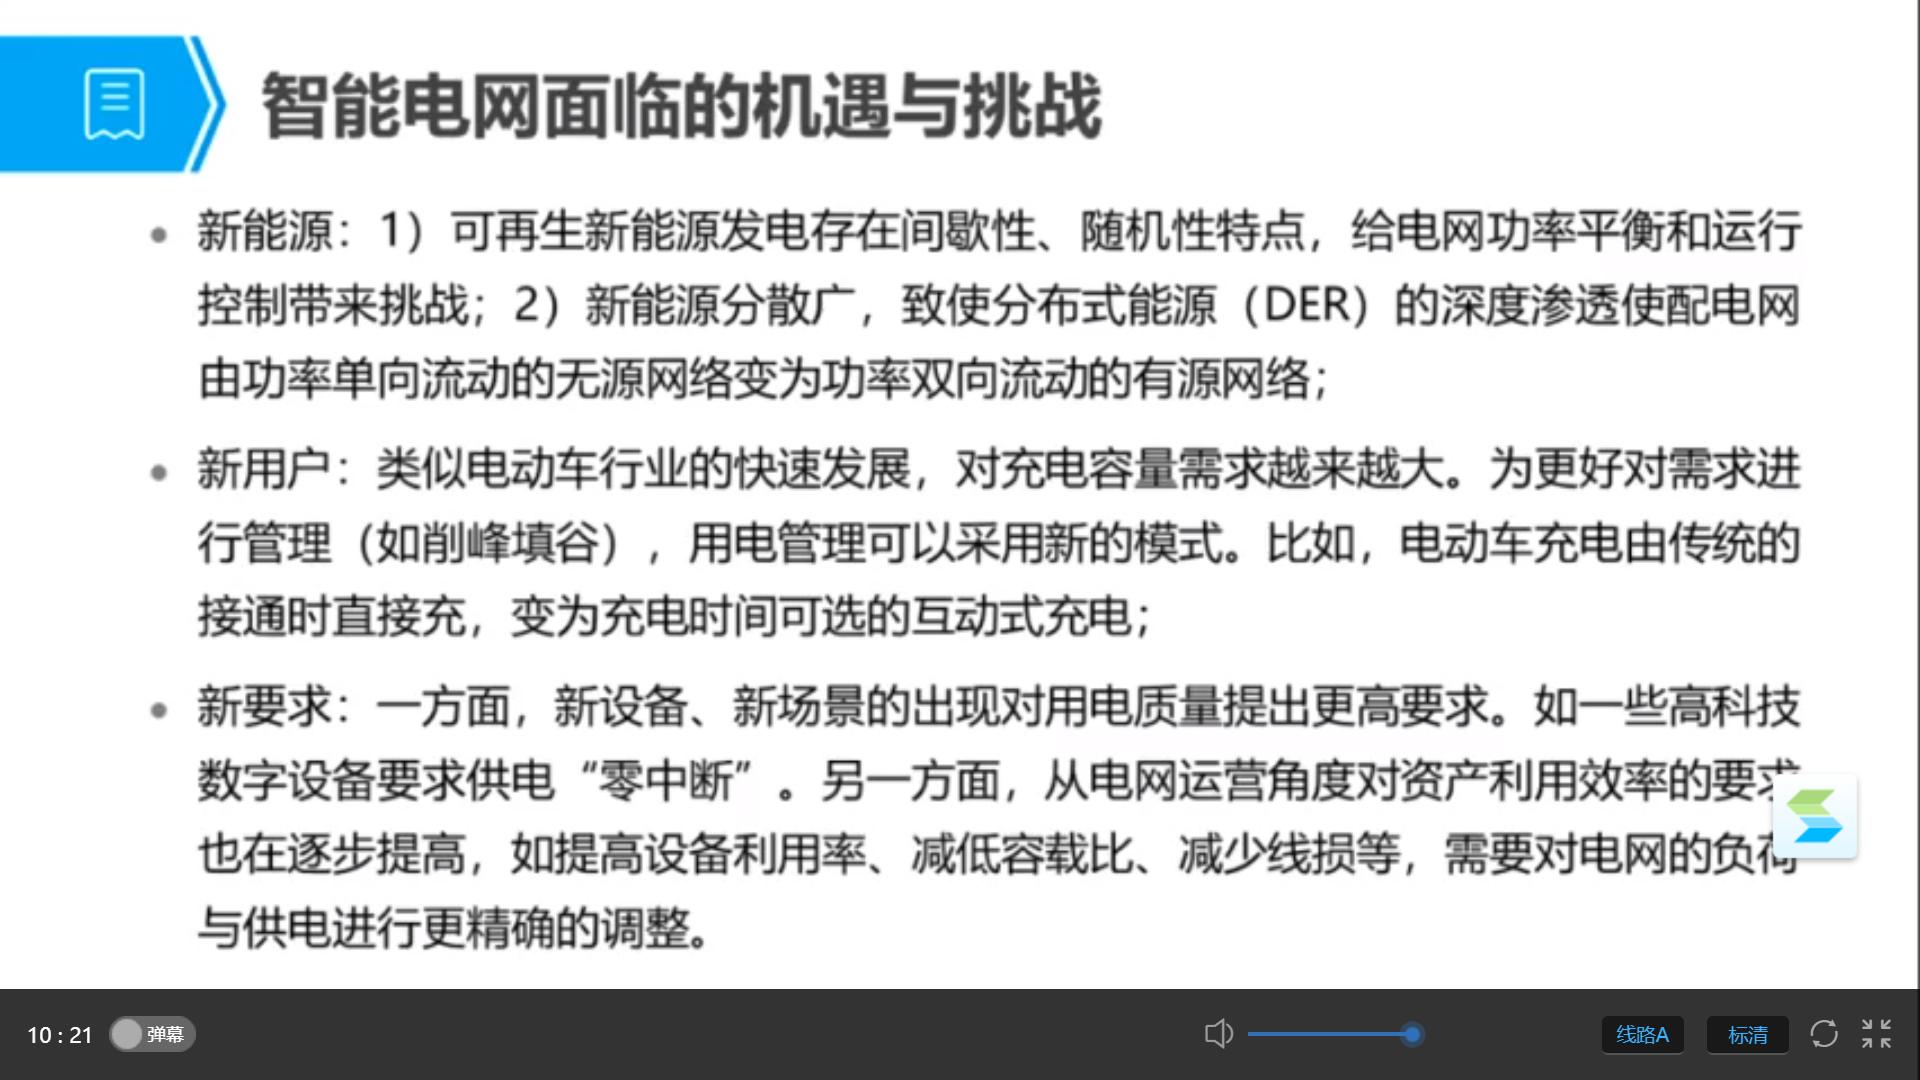 智能电网面临的机遇与挑战
新能源：1）可再生新能源发电存在间歇性、随机性特点，给电网功率平衡和运行
控制带来挑战；2）新能源分散广，致使分布式能源（DER）的深度渗透使配电网
由功率单向流动的无源网络变为功率双向流动的有源网络；
新用户：类似电动车行业的快速发展，对充电容量需求越来越大。为更好对需求进
行管理（如削峰填谷），用电管理可以采用新的模式。比如，电动车充电由传统的
接通时直接充，变为充电时间可选的互动式充电；
新要求：一方面，新设备、新场景的出现对用电质量提出更高要求。如一些高科技
数字设备要求供电“零中断”。另一方面，从电网运营角度对资产利用效率的要求
也在逐步提高，如提高设备利用率、减低容载比、减少线损等，需要对电网的负荷
与供电进行更精确的调整。
10 : 21 弹幕 线路A 标清